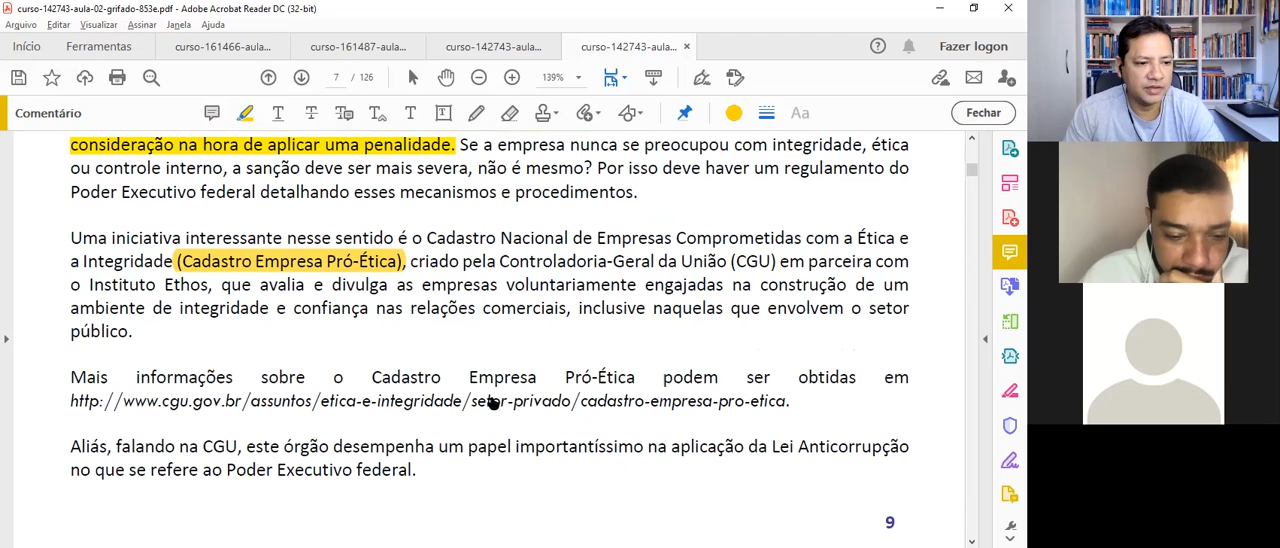 curso-142743-aula-02-grifado-853e.pdf - Adobe Acrobat Reader DC (32-bit)
Arquivo Editar Visualizar Assinar Janela Ajuda
Início Ferramentas curso-161466-aula... curso-161487-aula... curso-142743-aula... curso-142743-aula... × Fazer logon
7 / 126 139%
Comentário Aa Fechar
consideração na hora de aplicar uma penalidade. Se a empresa nunca se preocupou com integridade, ética
ou controle interno, a sanção deve ser mais severa, não é mesmo? Por isso deve haver um regulamento do
Poder Executivo federal detalhando esses mecanismos e procedimentos.
Uma iniciativa interessante nesse sentido é o Cadastro Nacional de Empresas Comprometidas com a Ética e
a Integridade (Cadastro Empresa Pró-Ética), criado pela Controladoria-Geral da União (CGU) em parceira com
o Instituto Ethos, que avalia e divulga as empresas voluntariamente engajadas na construção de um
ambiente de integridade e confiança nas relações comerciais, inclusive naquelas que envolvem o setor
público.
Mais informações sobre o Cadastro Empresa Pró-Ética podem ser obtidas em
http://www.cgu.gov.br/assuntos/etica-e-integridade/setor-privado/cadastro-empresa-pro-etica.
Aliás, falando na CGU, este órgão desempenha um papel importantíssimo na aplicação da Lei Anticorrupção
no que se refere ao Poder Executivo federal.
9